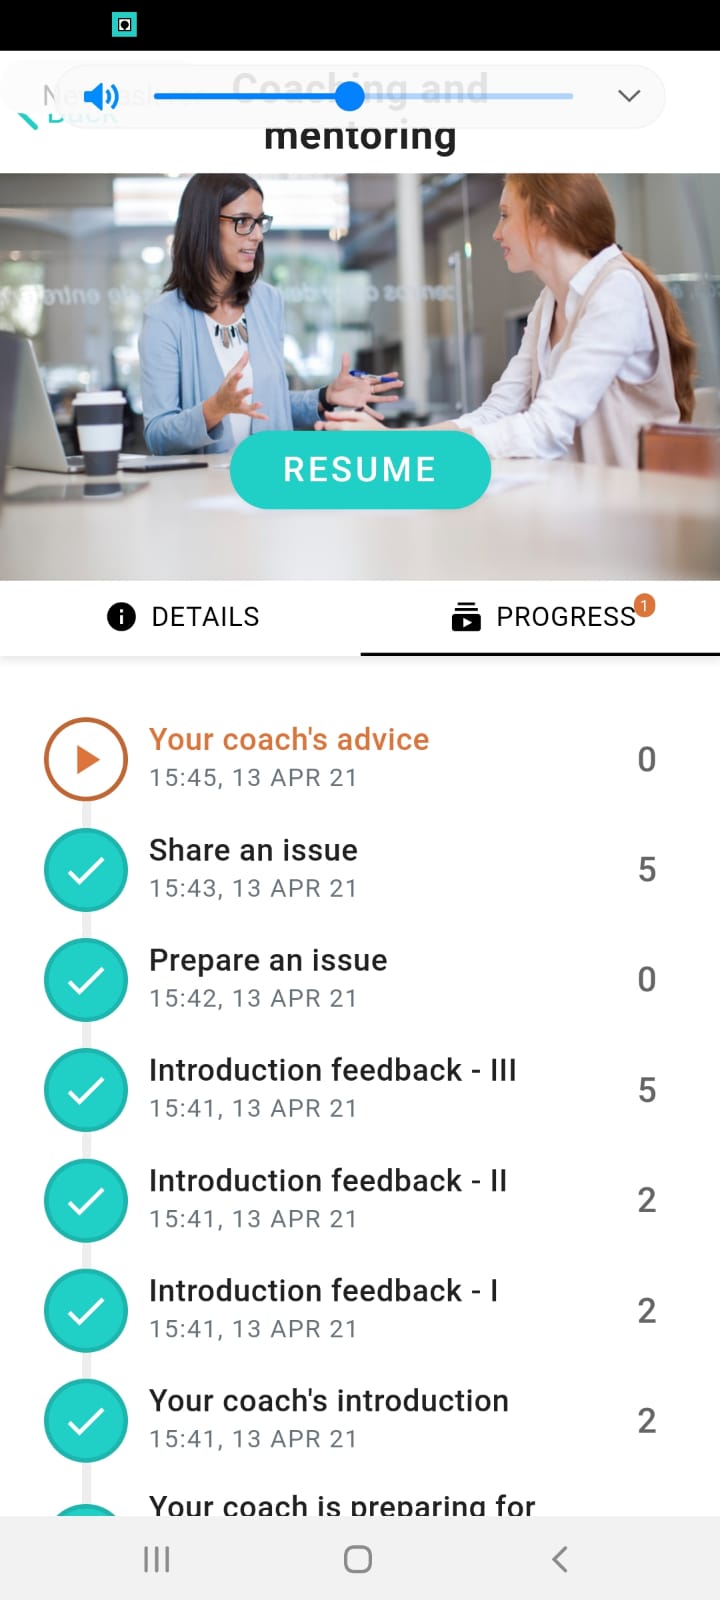 Coaching and
Back
mentoring
RESUME
DETAILS
PROGRESS
1
Your coach's advice
15:45, 13 APR 21
0
Share an issue
15:43, 13 APR 21
5
Prepare an issue
15:42, 13 APR 21
0
Introduction feedback - III
15:41, 13 APR 21
5
Introduction feedback - II
15:41, 13 APR 21
2
Introduction feedback - I
15:41, 13 APR 21
2
Your coach's introduction
15:41, 13 APR 21
2
Your coach is preparing for